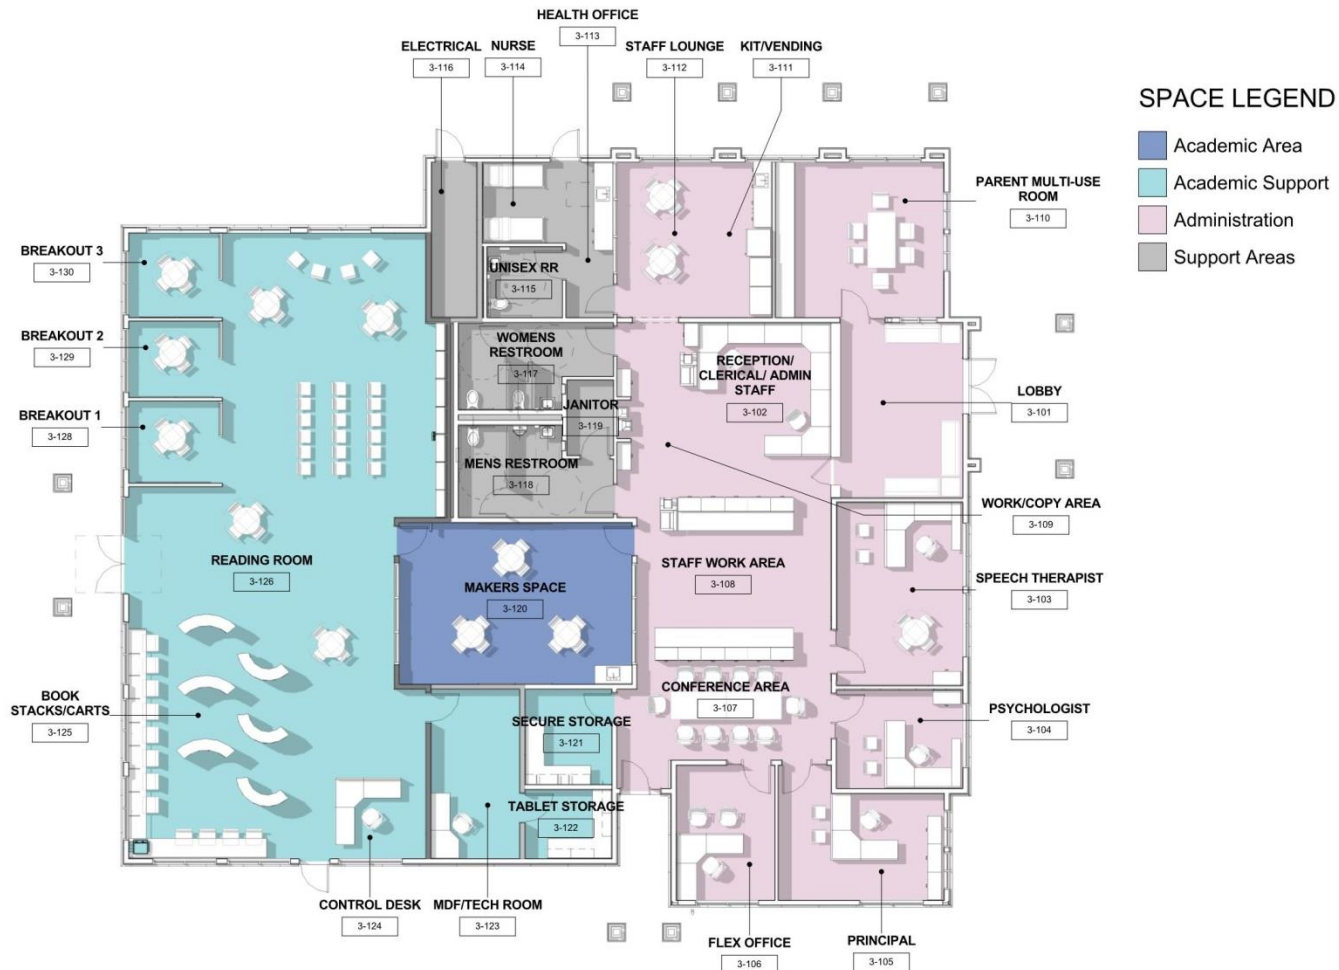 HEALTH OFFICE
3-113
ELECTRICAL
3-116
NURSE
3-114
STAFF LOUNGE
3-112
KIT/VENDING
3-111
SPACE LEGEND
Academic Area
Academic Support
Administration
Support Areas
PARENT MULTI-USE
ROOM
3-110
BREAKOUT 3
3-130
UNISEX RR
3-115
BREAKOUT 2
3-129
WOMENS
RESTROOM
3-117
RECEPTION/
CLERICAL/ ADMIN
STAFF
3-102
LOBBY
3-101
BREAKOUT 1
3-128
JANITOR
3-119
MENS RESTROOM
3-118
WORK/COPY AREA
3-109
READING ROOM
3-126
STAFF WORK AREA
3-108
MAKERS SPACE
3-120
SPEECH THERAPIST
3-103
BOOK
STACKS/CARTS
3-125
CONFERENCE AREA
3-107
SECURE STORAGE
3-121
PSYCHOLOGIST
3-104
TABLET STORAGE
3-122
CONTROL DESK
3-124
MDF/TECH ROOM
3-123
FLEX OFFICE
3-106
PRINCIPAL
3-105